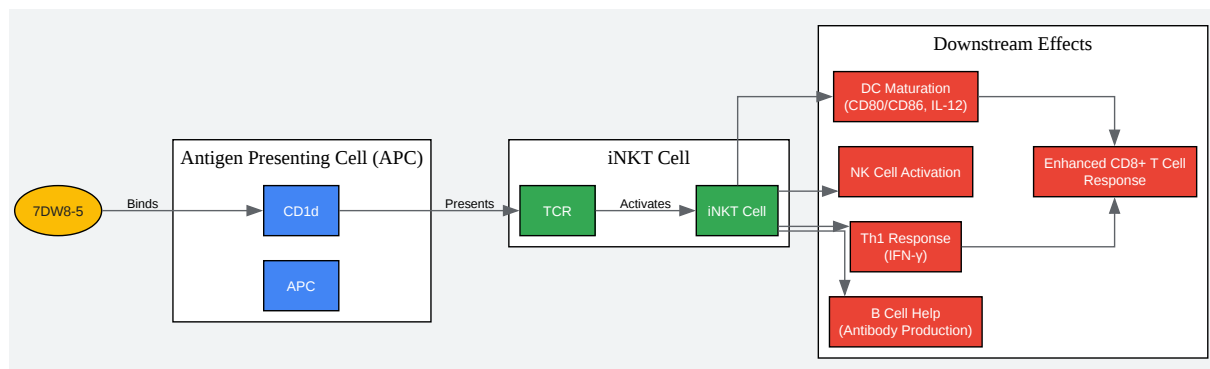 7DW8-5
Binds
Antigen Presenting Cell (APC)
CD1d
APC
Presents
iNKT Cell
TCR
Activates
iNKT Cell
Downstream Effects
DC Maturation
(CD80/CD86, IL-12)
NK Cell Activation
Th1 Response
(IFN-γ)
B Cell Help
(Antibody Production)
Enhanced CD8+ T Cell
Response